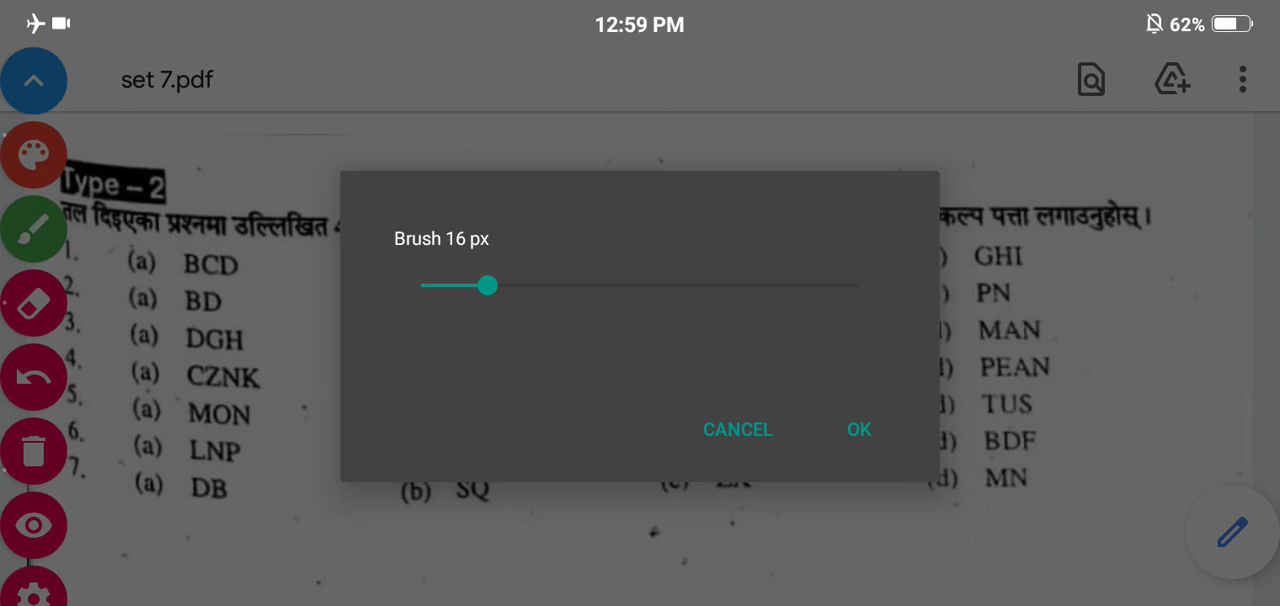 12:59 PM
62%
set 7.pdf
Type – 2
तल दिइएका प्रश्नमा उल्लिखित
कल्प पत्ता लगाउनुहोस् ।
Brush 16 px
1. (a) BCD GHI
2. (a) BD PN
3. (a) DGH MAN
4. (a) CZNK PEAN
5. (a) MON TUS
CANCEL OK
6. (a) LNP BDF
7. (a) DB (b) SQ (d) MN